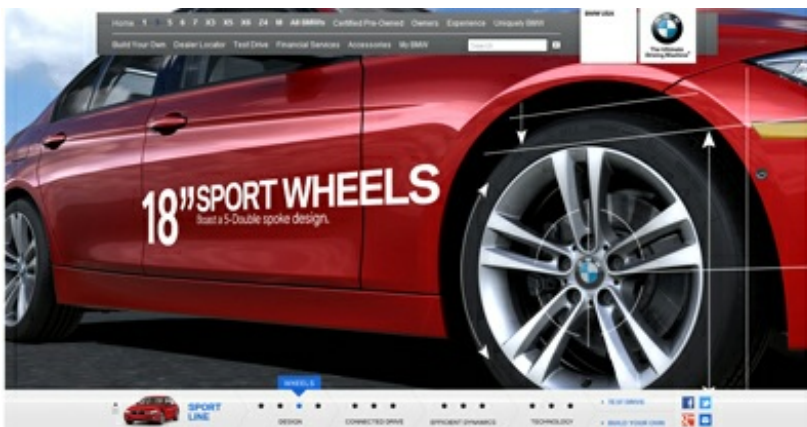 Home 1 3 5 6 7 X3 X5 X6 Z4 M All BMWs Certified Pre-Owned Owners Experience Uniquely BMW
BMW USA
Build Your Own Dealer Locator Test Drive Financial Services Accessories My BMW Search
BMW
The Ultimate
Driving Machine®
18” SPORT WHEELS
Boast a 5-Double spoke design.
WHEELS
SPORT
LINE
DESIGN CONNECTED DRIVE EFFICIENT DYNAMICS TECHNOLOGY
TEST DRIVE
BUILD YOUR OWN